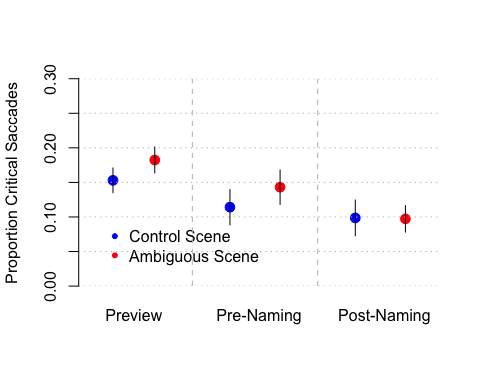 Proportion Critical Saccades
0.30
0.20
0.10
0.00
Control Scene
Ambiguous Scene
Preview
Pre-Naming
Post-Naming